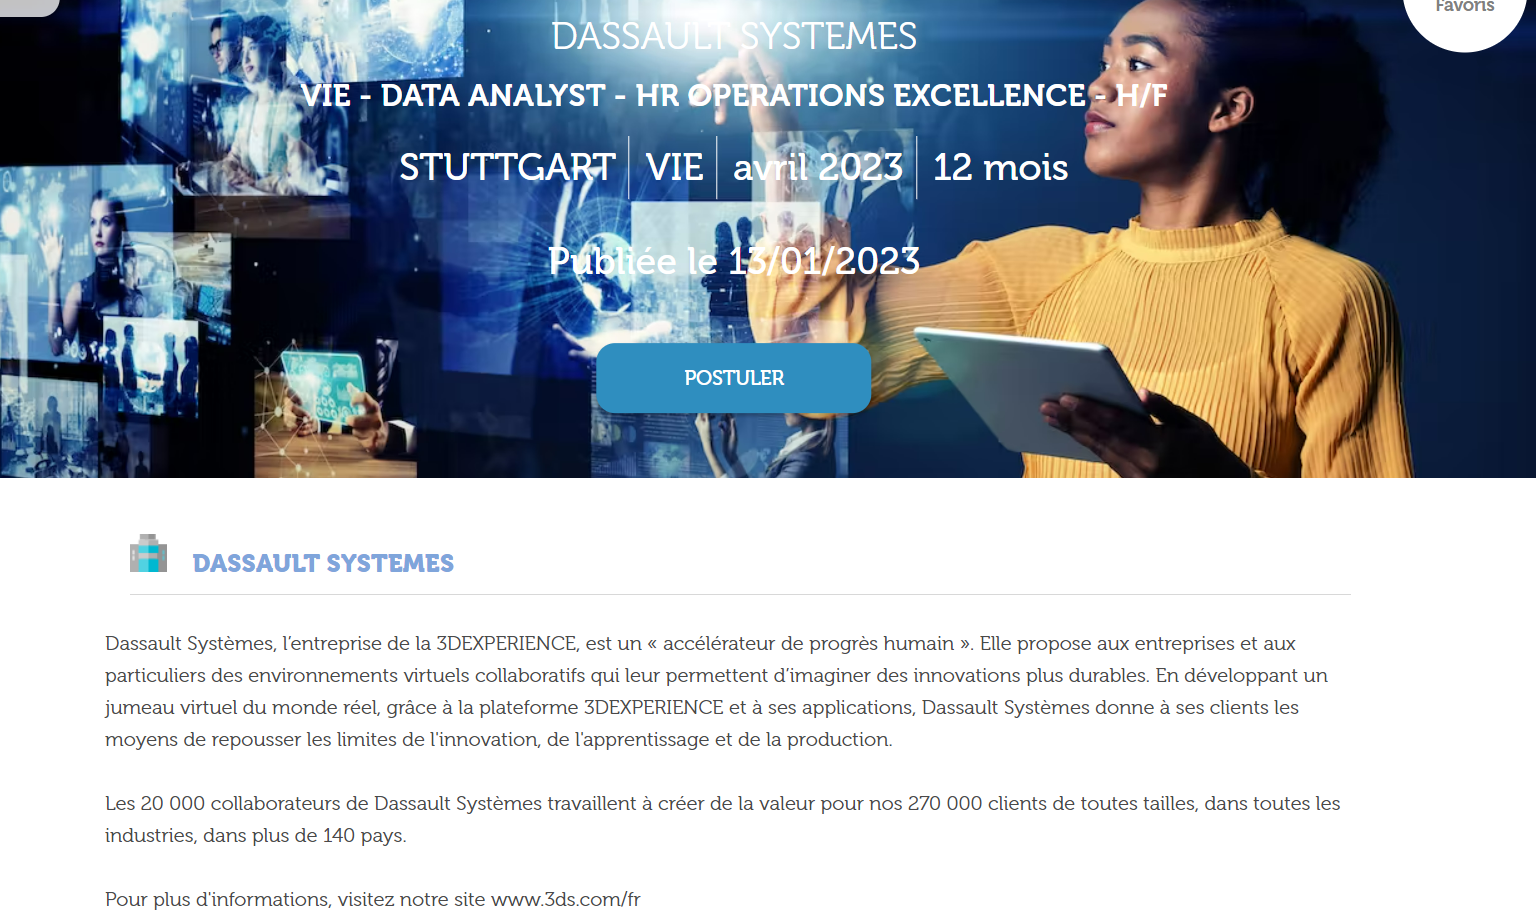 Favoris
DASSAULT SYSTEMES
VIE - DATA ANALYST - HR OPERATIONS EXCELLENCE - H/F
STUTTGART VIE avril 2023 12 mois
Publiée le 13/01/2023
POSTULER
DASSAULT SYSTEMES
Dassault Systèmes, l’entreprise de la 3DEXPERIENCE, est un « accélérateur de progrès humain ». Elle propose aux entreprises et aux
particuliers des environnements virtuels collaboratifs qui leur permettent d’imaginer des innovations plus durables. En développant un
jumeau virtuel du monde réel, grâce à la plateforme 3DEXPERIENCE et à ses applications, Dassault Systèmes donne à ses clients les
moyens de repousser les limites de l'innovation, de l'apprentissage et de la production.
Les 20 000 collaborateurs de Dassault Systèmes travaillent à créer de la valeur pour nos 270 000 clients de toutes tailles, dans toutes les
industries, dans plus de 140 pays.
Pour plus d'informations, visitez notre site www.3ds.com/fr